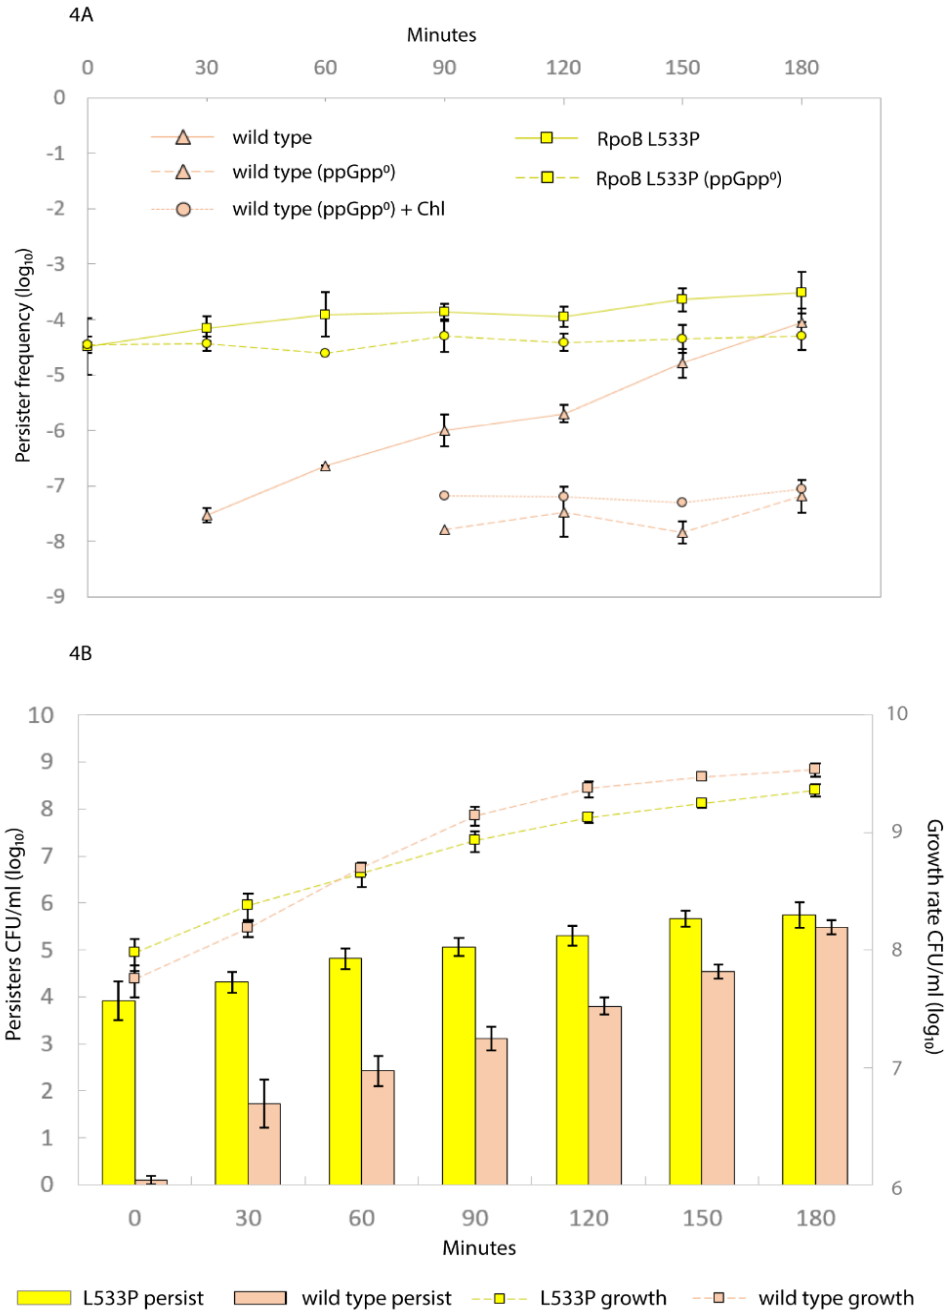 4A
Minutes
0 30 60 90 120 150 180
0
-1
-2
-3
-4
-5
-6
-7
-8
-9
Persister frequency (log₁₀)
wild type
wild type (ppGpp⁰)
wild type (ppGpp⁰) + Chl
RpoB L533P
RpoB L533P (ppGpp⁰)
4B
10
9
8
7
6
5
4
3
2
1
0
Persisters CFU/ml (log₁₀)
10
9
8
7
6
Growth rate CFU/ml (log₁₀)
0 30 60 90 120 150 180
Minutes
L533P persist wild type persist L533P growth wild type growth